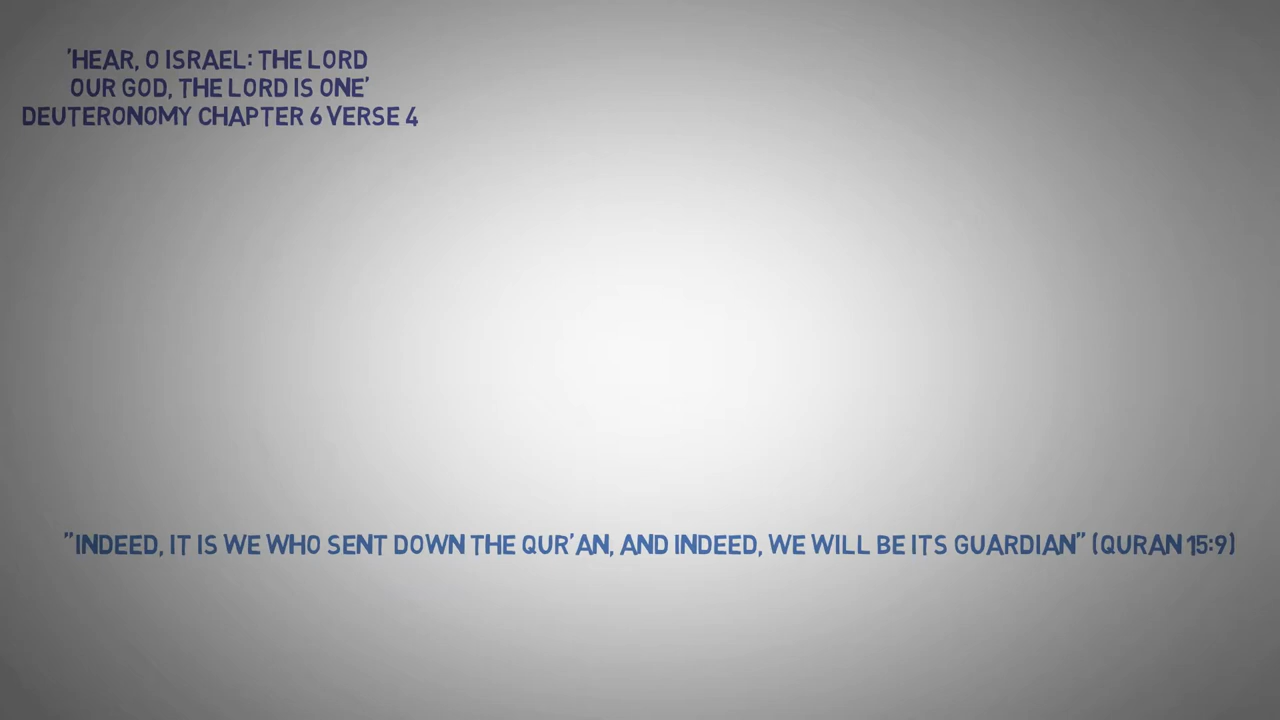 'HEAR, O ISRAEL: THE LORD
OUR GOD, THE LORD IS ONE'
DEUTERONOMY CHAPTER 6 VERSE 4
"INDEED, IT IS WE WHO SENT DOWN THE QUR'AN, AND INDEED, WE WILL BE ITS GUARDIAN" (QURAN 15:9)